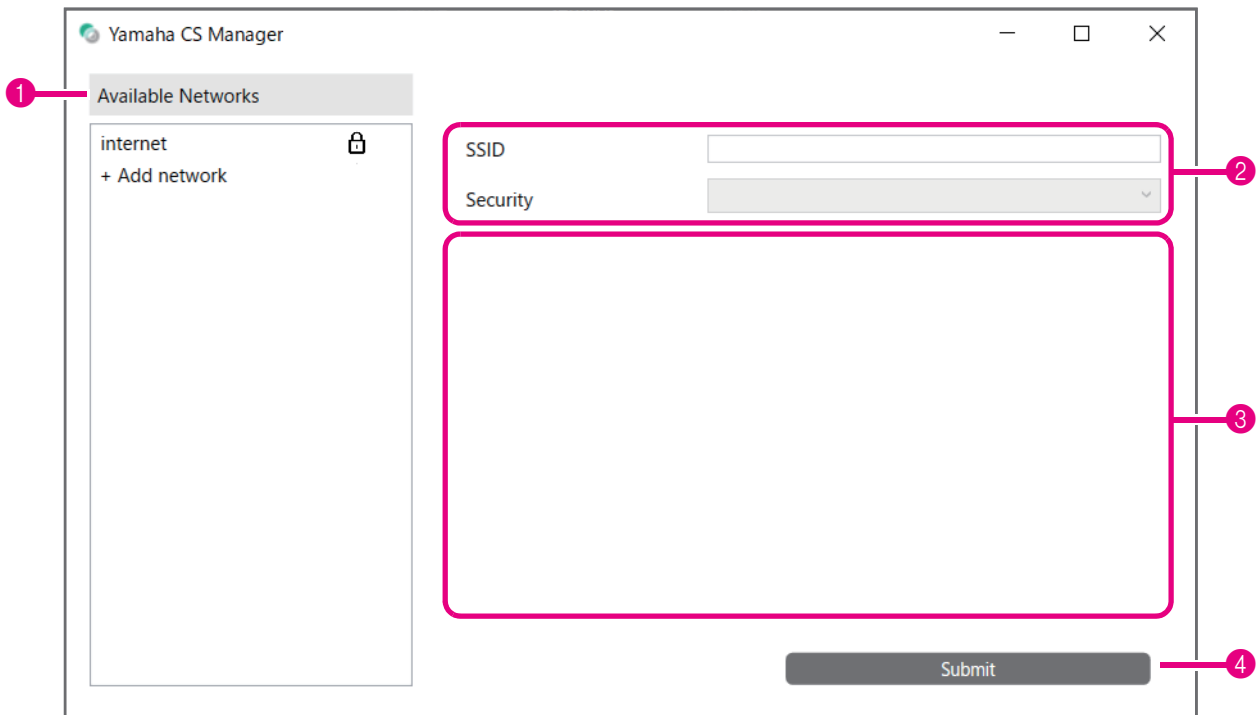 Yamaha CS Manager
1
Available Networks
internet
+ Add network
SSID
Security
2
3
Submit
4